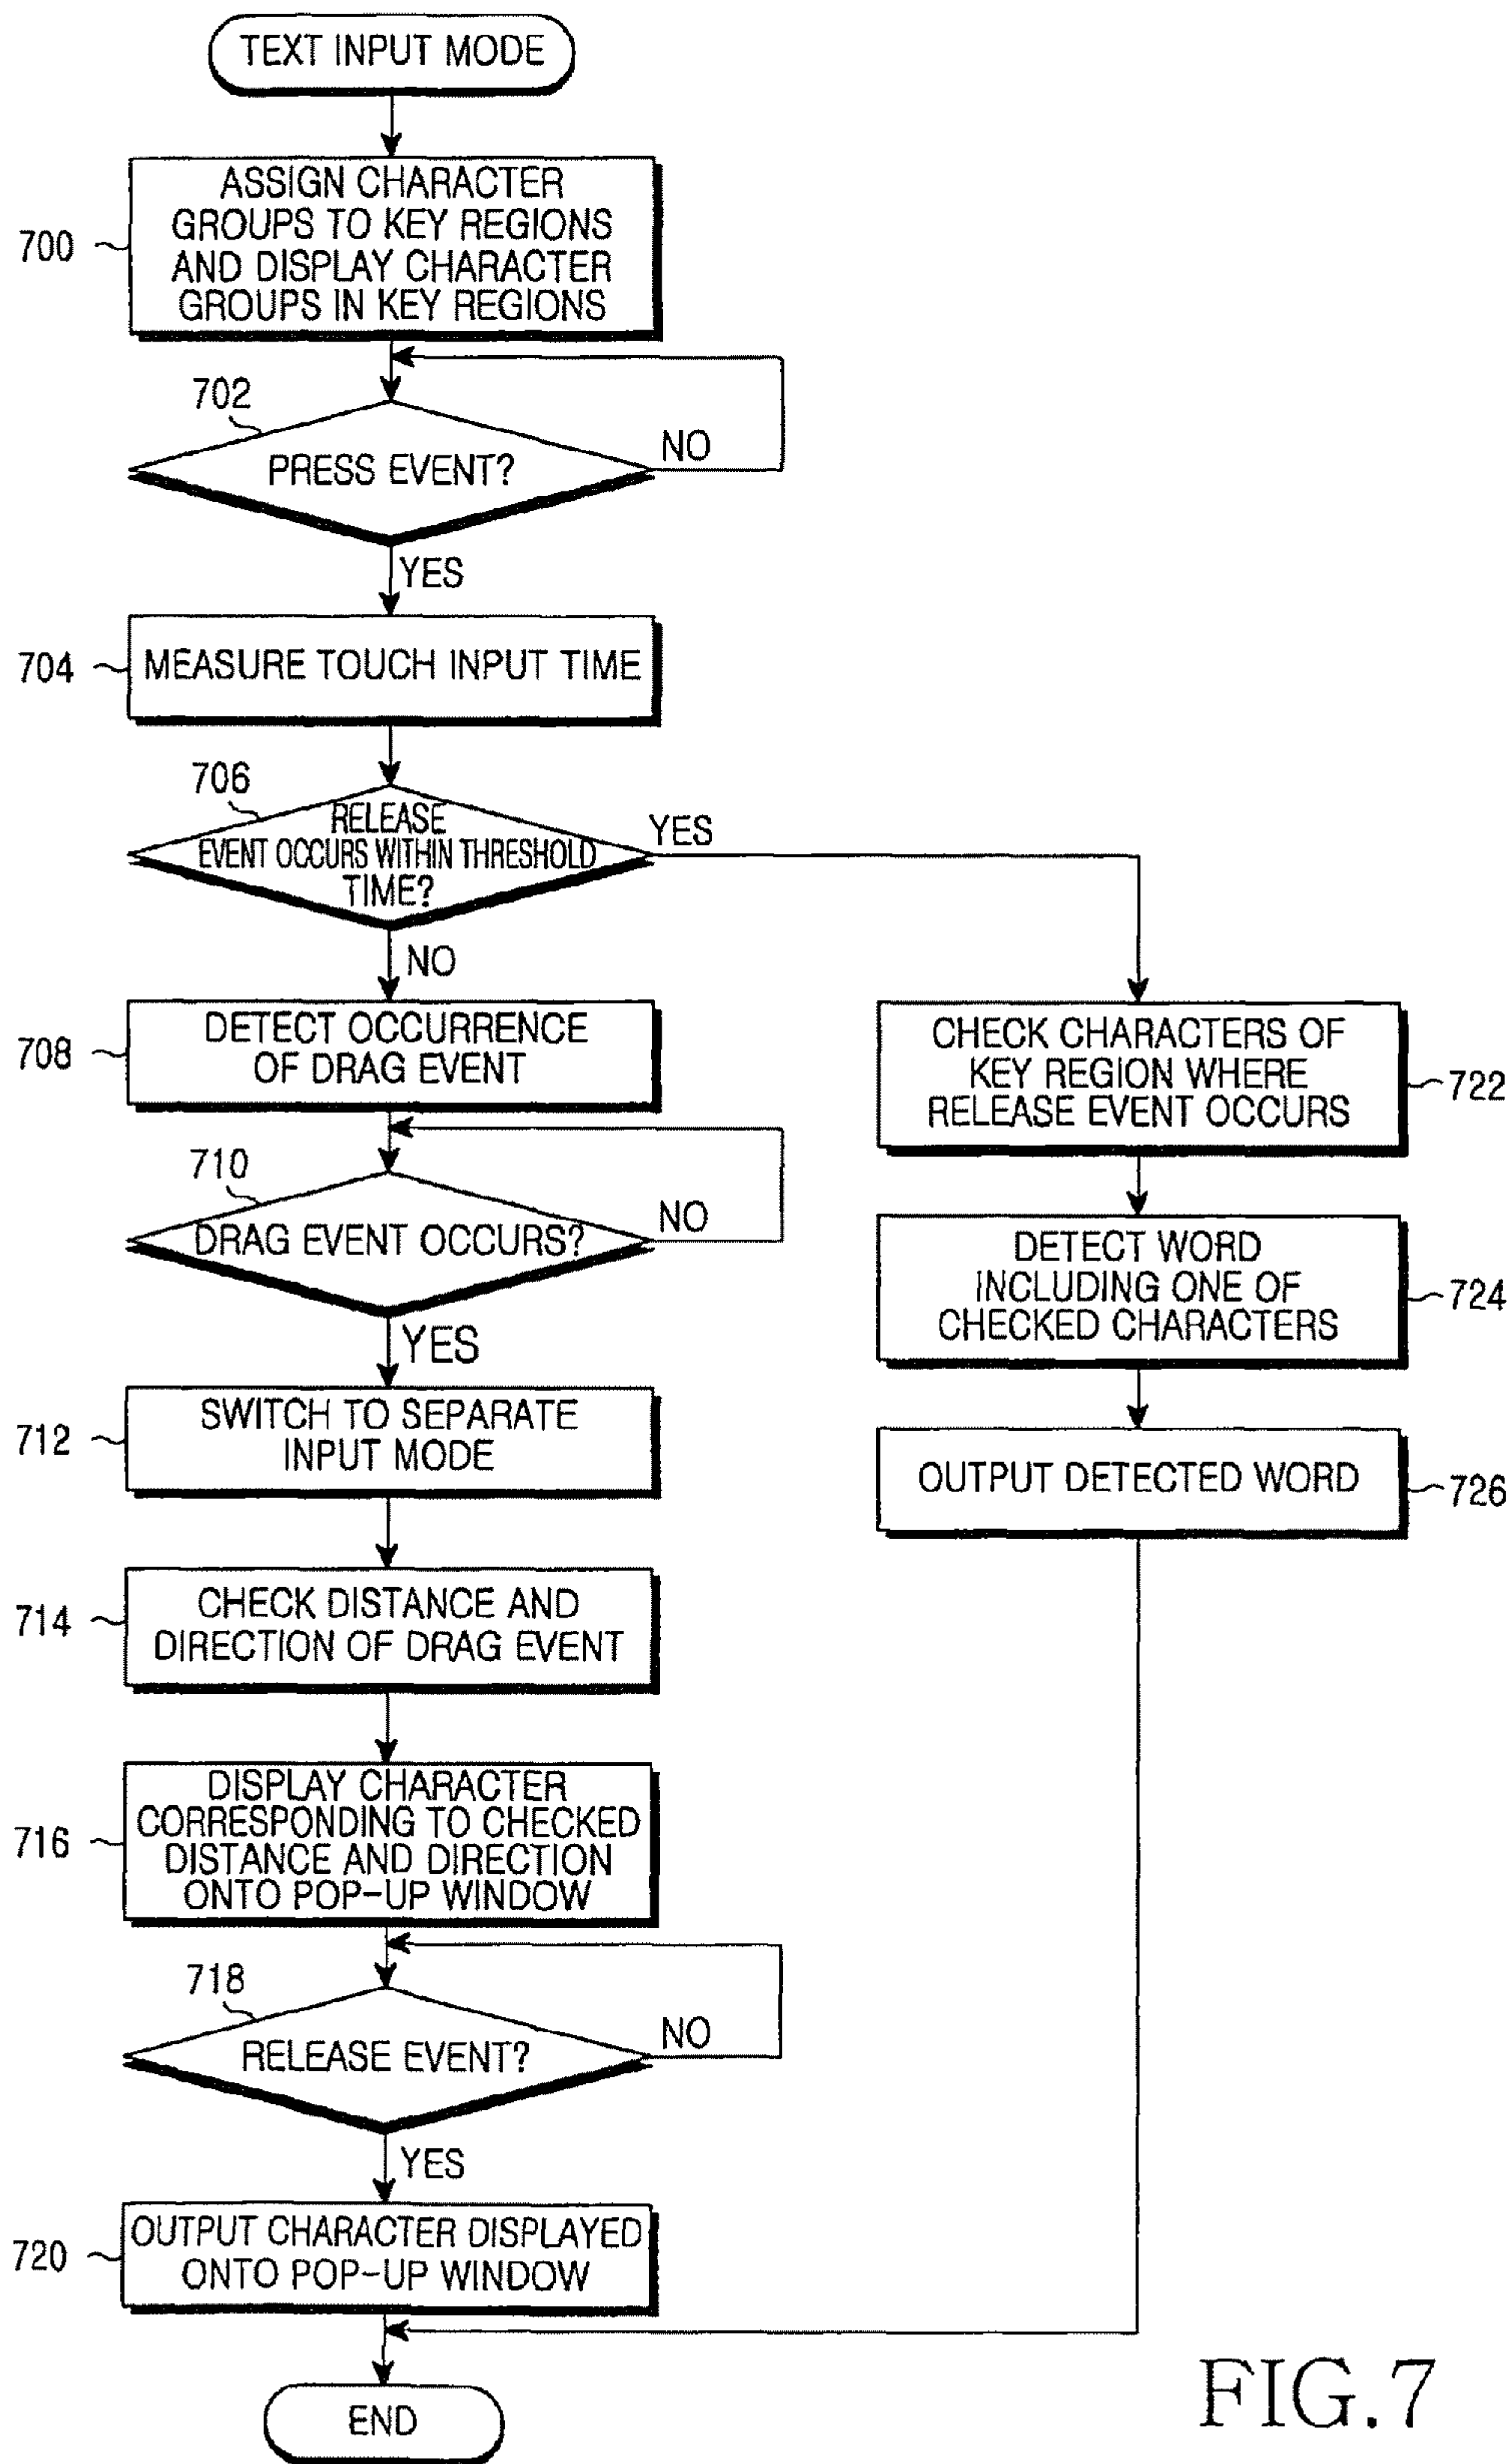 TEXT INPUT MODE
700
ASSIGN CHARACTER
GROUPS TO KEY REGIONS
AND DISPLAY CHARACTER
GROUPS IN KEY REGIONS
702
PRESS EVENT?
NO
YES
704
MEASURE TOUCH INPUT TIME
706
RELEASE
EVENT OCCURS WITHIN THRESHOLD
TIME?
YES
NO
708
DETECT OCCURRENCE
OF DRAG EVENT
710
DRAG EVENT OCCURS?
NO
YES
712
SWITCH TO SEPARATE
INPUT MODE
714
CHECK DISTANCE AND
DIRECTION OF DRAG EVENT
716
DISPLAY CHARACTER
CORRESPONDING TO CHECKED
DISTANCE AND DIRECTION
ONTO POP-UP WINDOW
718
RELEASE EVENT?
NO
YES
720
OUTPUT CHARACTER DISPLAYED
ONTO POP-UP WINDOW
CHECK CHARACTERS OF
KEY REGION WHERE
RELEASE EVENT OCCURS
722
DETECT WORD
INCLUDING ONE OF
CHECKED CHARACTERS
724
OUTPUT DETECTED WORD
726
END
FIG.7